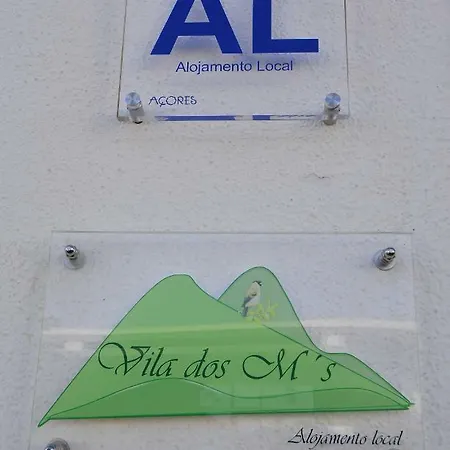 AL
Alojamento Local
AÇORES
Vila dos M´s
Alojamento local